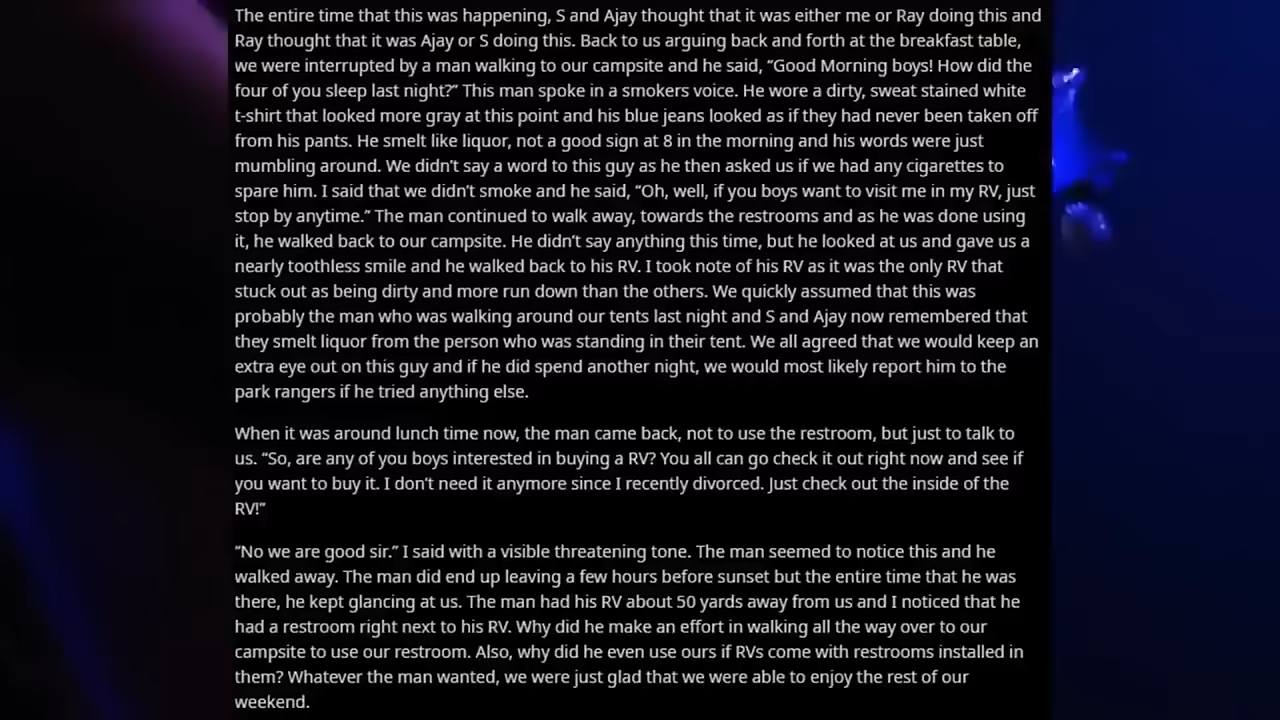 The entire time that this was happening, S and Ajay thought that it was either me or Ray doing this and
Ray thought that it was Ajay or S doing this. Back to us arguing back and forth at the breakfast table,
we were interrupted by a man walking to our campsite and he said, “Good Morning boys! How did the
four of you sleep last night?” This man spoke in a smokers voice. He wore a dirty, sweat stained white
t-shirt that looked more gray at this point and his blue jeans looked as if they had never been taken off
from his pants. He smelt like liquor, not a good sign at 8 in the morning and his words were just
mumbling around. We didn’t say a word to this guy as he then asked us if we had any cigarettes to
spare him. I said that we didn’t smoke and he said, “Oh, well, if you boys want to visit me in my RV, just
stop by anytime.” The man continued to walk away, towards the restrooms and as he was done using
it, he walked back to our campsite. He didn’t say anything this time, but he looked at us and gave us a
nearly toothless smile and he walked back to his RV. I took note of his RV as it was the only RV that
stuck out as being dirty and more run down than the others. We quickly assumed that this was
probably the man who was walking around our tents last night and S and Ajay now remembered that
they smelt liquor from the person who was standing in their tent. We all agreed that we would keep an
extra eye out on this guy and if he did spend another night, we would most likely report him to the
park rangers if he tried anything else.
When it was around lunch time now, the man came back, not to use the restroom, but just to talk to
us. “So, are any of you boys interested in buying a RV? You all can go check it out right now and see if
you want to buy it. I don’t need it anymore since I recently divorced. Just check out the inside of the
RV!”
“No we are good sir.” I said with a visible threatening tone. The man seemed to notice this and he
walked away. The man did end up leaving a few hours before sunset but the entire time that he was
there, he kept glancing at us. The man had his RV about 50 yards away from us and I noticed that he
had a restroom right next to his RV. Why did he make an effort in walking all the way over to our
campsite to use our restroom. Also, why did he even use ours if RVs come with restrooms installed in
them? Whatever the man wanted, we were just glad that we were able to enjoy the rest of our
weekend.